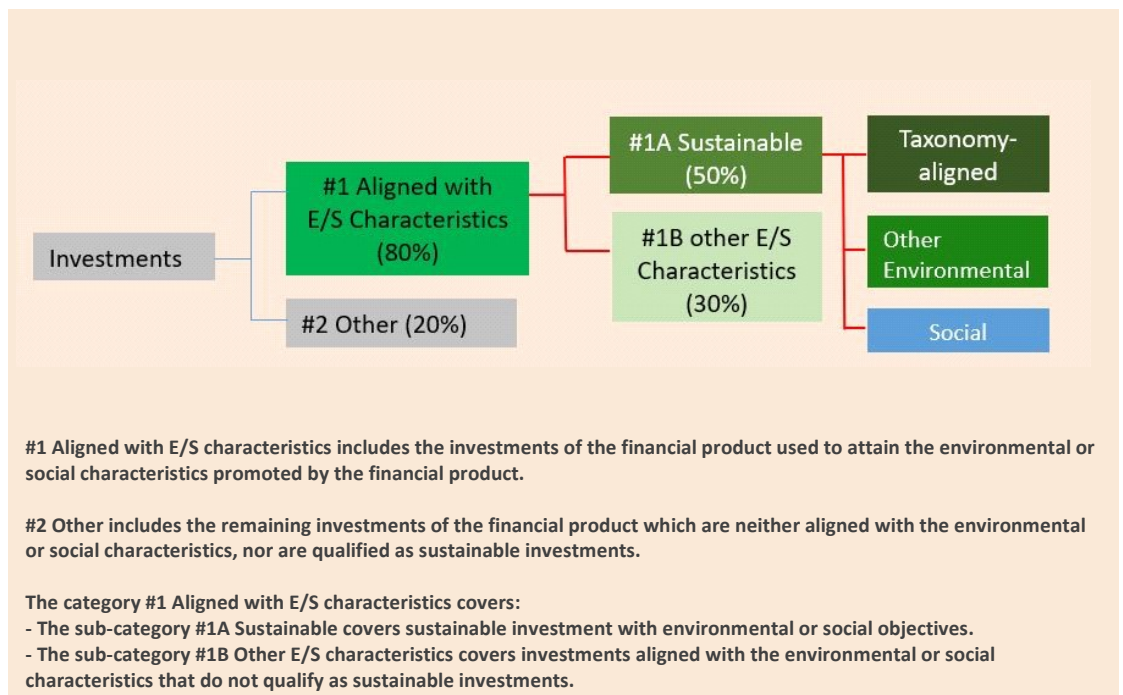 Investments
#1 Aligned with
E/S Characteristics
(80%)
#2 Other (20%)
#1A Sustainable
(50%)
#1B other E/S
Characteristics
(30%)
Taxonomy-
aligned
Other
Environmental
Social
#1 Aligned with E/S characteristics includes the investments of the financial product used to attain the environmental or
social characteristics promoted by the financial product.
#2 Other includes the remaining investments of the financial product which are neither aligned with the environmental
or social characteristics, nor are qualified as sustainable investments.
The category #1 Aligned with E/S characteristics covers:
- The sub-category #1A Sustainable covers sustainable investment with environmental or social objectives.
- The sub-category #1B Other E/S characteristics covers investments aligned with the environmental or social
characteristics that do not qualify as sustainable investments.